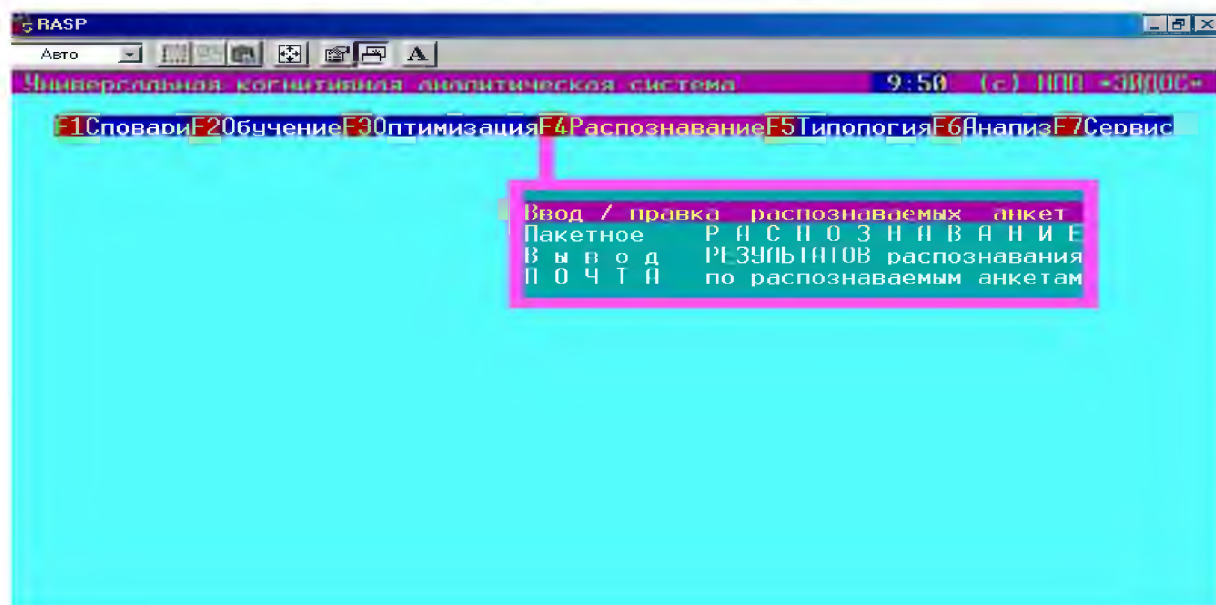 RASP
Авто
Универсальная когнитивная аналитическая система 9:50 (c) НПП *ЭЙДОС*
F1Словари F2Обучение F3Оптимизация F4Распознавание F5Типология F6Анализ F7Сервис
Ввод / правка распознаваемых анкет
Пакетное Р А С П О З Н А В А Н И Е
В ы в о д РЕЗУЛЬТАТОВ распознавания
П О Ч Т А по распознаваемым анкетам